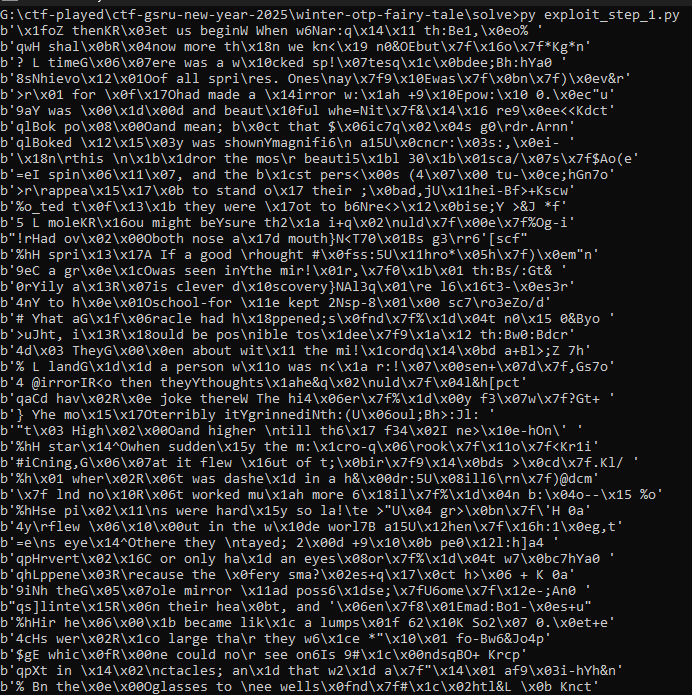 G:\ctf-played\ctf-gsru-new-year-2025\winter-otp-fairy-tale\solve>py exploit_step_1.py
b'\x1foZ thenKR\x03et us beginW When w6Nar:q\x14\x11 th:Be1,\x0eo% '
b'qwH shal\x0bR\x04now more th\x18n we kn<\x19 n0&OEbut\x7f\x16o\x7f*Kg*n'
b'? L timeG\x06\x07ere was a w\x10cked sp!\x07tesq\x1c\x0bdee;Bh:hYa0 '
b'8sNhievo\x12\x01Oof all spri\res. Ones\nay\x7f9\x10Ewas\x7f\x0bn\x7f)\x0ev&r'
b'>r\x01 for \x0f\x17Ohad made a \x14irror w:\x1ah +9\x10Epow:\x10 0.\x0ec"u'
b'9aY was \x00\x1d\x00d and beaut\x10ful whe=Nit\x7f&\x14\x16 re9\x0ee<<Kdct'
b'qlBok po\x08\x00Oand mean; b\x0ct that $\x06ic7q\x02\x04s g0\rdr.Arnn'
b'qlBoked \x12\x15\x03y was shownYmagnifi6\n a15U\x0cncr:\x03s:,\x0ei- '
b'\x18n\rthis \n\x1b\x1dror the mos\r beauti5\x1bl 30\x1b\x01sca/\x07s\x7f$Ao(e'
b'=eI spin\x06\x11\x07, and the b\x1cst pers<\x00s (4\x07\x00 tu-\x0ce;hGn7o'
b'>r\rappea\x15\x17\x0b to stand o\x17 their ;\x0bad,jU\x11hei-Bf>+Kscw'
b'%o_ted t\x0f\x13\x1b they were \x17ot to b6Nre<>\x12\x0bise;Y >&J *f'
b'5 L moleKR\x16ou might beYsure th2\x1a i+q\x02\nuld\x7f\x00e\x7f%Og-i'
b"!rHad ov\x02\x00Oboth nose a\x17d mouth}N<T70\x01Bs g3\rr6'[scf"
b'%hH spri\x13\x17A If a good \rhought #\x0fss:5U\x11hro*\x05h\x7f)\x0em"n'
b'9eC a gr\x0e\x1cOwas seen inYthe mir!\x01r,\x7f0\x1b\x01 th:Bs/:Gt& '
b'0rYily a\x13R\x07is clever d\x10scovery}NAl3q\x01\re l6\x16t3-r'
b'4nY to h\x0e\x01Oschool-for \x11e kept 2Nsp-8\x01\x00 sc7\ro3eZo/d'
b'# Yhat aG\x1f\x06racle had h\x18ppened;s\x0fnd\x7f%\x1d\x04t n0\x15 0&Byo '
b'>uJht, i\x13R\x18ould be pos\nible tos\x1dee\x7f9\x1a\x12 th:Bw0:Bdcr'
b'4d\x03 TheyG\x00\x0en about wit\x11 the mi!\x1cordq\x14\x0bd a+Bl>;Z 7h'
b'% L landG\x1d\x1d a person w\x11o was n<\x1a r:!\x07\x00sen+\x07d\x7f,Gs7o'
b'4 @irrorIR<o then theyYthoughts\x1ahe&q\x02\nuld\x7f\x04l&h[pct'
b'qaCd hav\x02R\x0e joke thereW The hi4\x06er\x7f%\x1d\x00y f3\x07w\x7f?Gt+ '
b'} Yhe mo\x15\x17Oterribly itYgrinnediNth:(U\x06oul;Bh>:Jl: '
b'"t\x03 High\x02\x00Oand higher \ntill th6\x17 f34\x02I ne>\x10e-hOn\' '
b'%hH star\x14^Owhen sudden\x15y the m:\x1cro-q\x06\rook\x7f\x11o\x7f<Kr1i'
b'#iCning,G\x06\x07at it flew \x16ut of t;\x0bir\x7f9\x14\x0bds >\x0cd\x7f.Kl/ '
b'%h\x01 wher\x02R\x06t was dashe\x1d in a h&\x00dr:5U\x08ill6\rn\x7f)@dcm'
b'\x7f lnd no\x10R\x06t worked mu\x1ah more 6\x18il\x7f%\x1d\x04n b:\x04o--\x15 %o'
b'%hHse pi\x02\x11\ns were hard\x15y so la!\te >"U\x04 gr>\x0bn\x7f\'H 0a'
b'4y\rflew \x06\x10\x00ut in the w\x10de worl7B a15U\x12hen\x7f\x16h:1\x0eg,t'
b'=e\ns eye\x14^Othere they \ntayed; 2\x00d +9\x10\x0b pe0\x12l:h]a4 '
b'qpHrvert\x02\x16C or only ha\x1d an eyes\x08or\x7f%\x1d\x04t w7\x0bc7hYa0 '
b'qhLppene\x03R\recause the \x0fery sma?\x02es+q\x17\x0ct h>\x06 + K 0a'
b'9iNh theG\x05\x07ole mirror \x11ad poss6\x1dse;\x7fU6ome\x7f\x12e-;An0 '
b"qs]linte\x15R\x06n their hea\x0bt, and '\x06en\x7f8\x01Emad:Bo1-\x0es+u"
b'%hHir he\x06\x00\x1b became lik\x1c a lumps\x01f 62\x10K So2\x07 0.\x0et+e'
b'4cHs wer\x02R\x1co large tha\r they w6\x1ce *"\x10\x01 fo-Bw6&Jo4p'
b'$gE whic\x0fR\x00ne could no\r see on6Is 9#\x1c\x00ndsqBO+ Krcp'
b'qpXt in \x14\x02\nctacles; an\x1d that w2\x1d a\x7f"\x14\x01 af9\x03i-hYh&n'
b'% Bn the\x0e\x00Oglasses to \nee wells\x0fnd\x7f#\x1c\x02htl&L \x0b Knct'